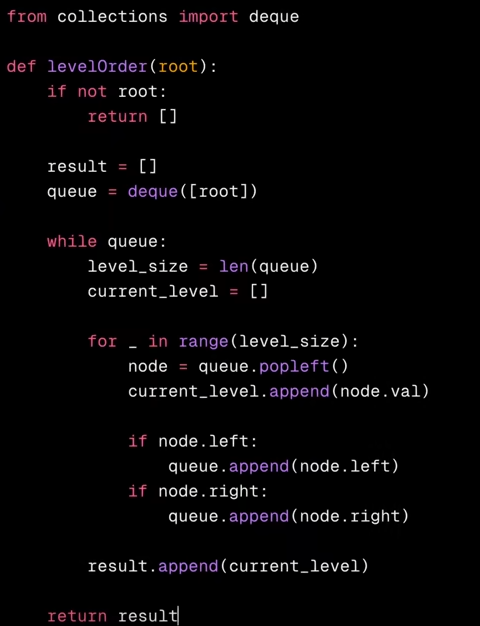 from collections import deque
def levelOrder(root):
    if not root:
        return []
    result = []
    queue = deque([root])
    while queue:
        level_size = len(queue)
        current_level = []
        for _ in range(level_size):
            node = queue.popleft()
            current_level.append(node.val)
            if node.left:
                queue.append(node.left)
            if node.right:
                queue.append(node.right)
        result.append(current_level)
    return result